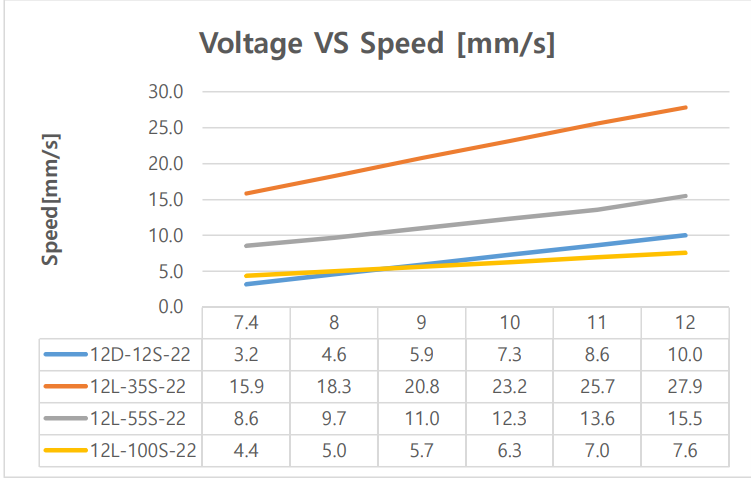 Voltage VS Speed [mm/s]
Speed[mm/s]
30.0
25.0
20.0
15.0
10.0
5.0
0.0
7.4 8 9 10 11 12
12D-12S-22 3.2 4.6 5.9 7.3 8.6 10.0
12L-35S-22 15.9 18.3 20.8 23.2 25.7 27.9
12L-55S-22 8.6 9.7 11.0 12.3 13.6 15.5
12L-100S-22 4.4 5.0 5.7 6.3 7.0 7.6